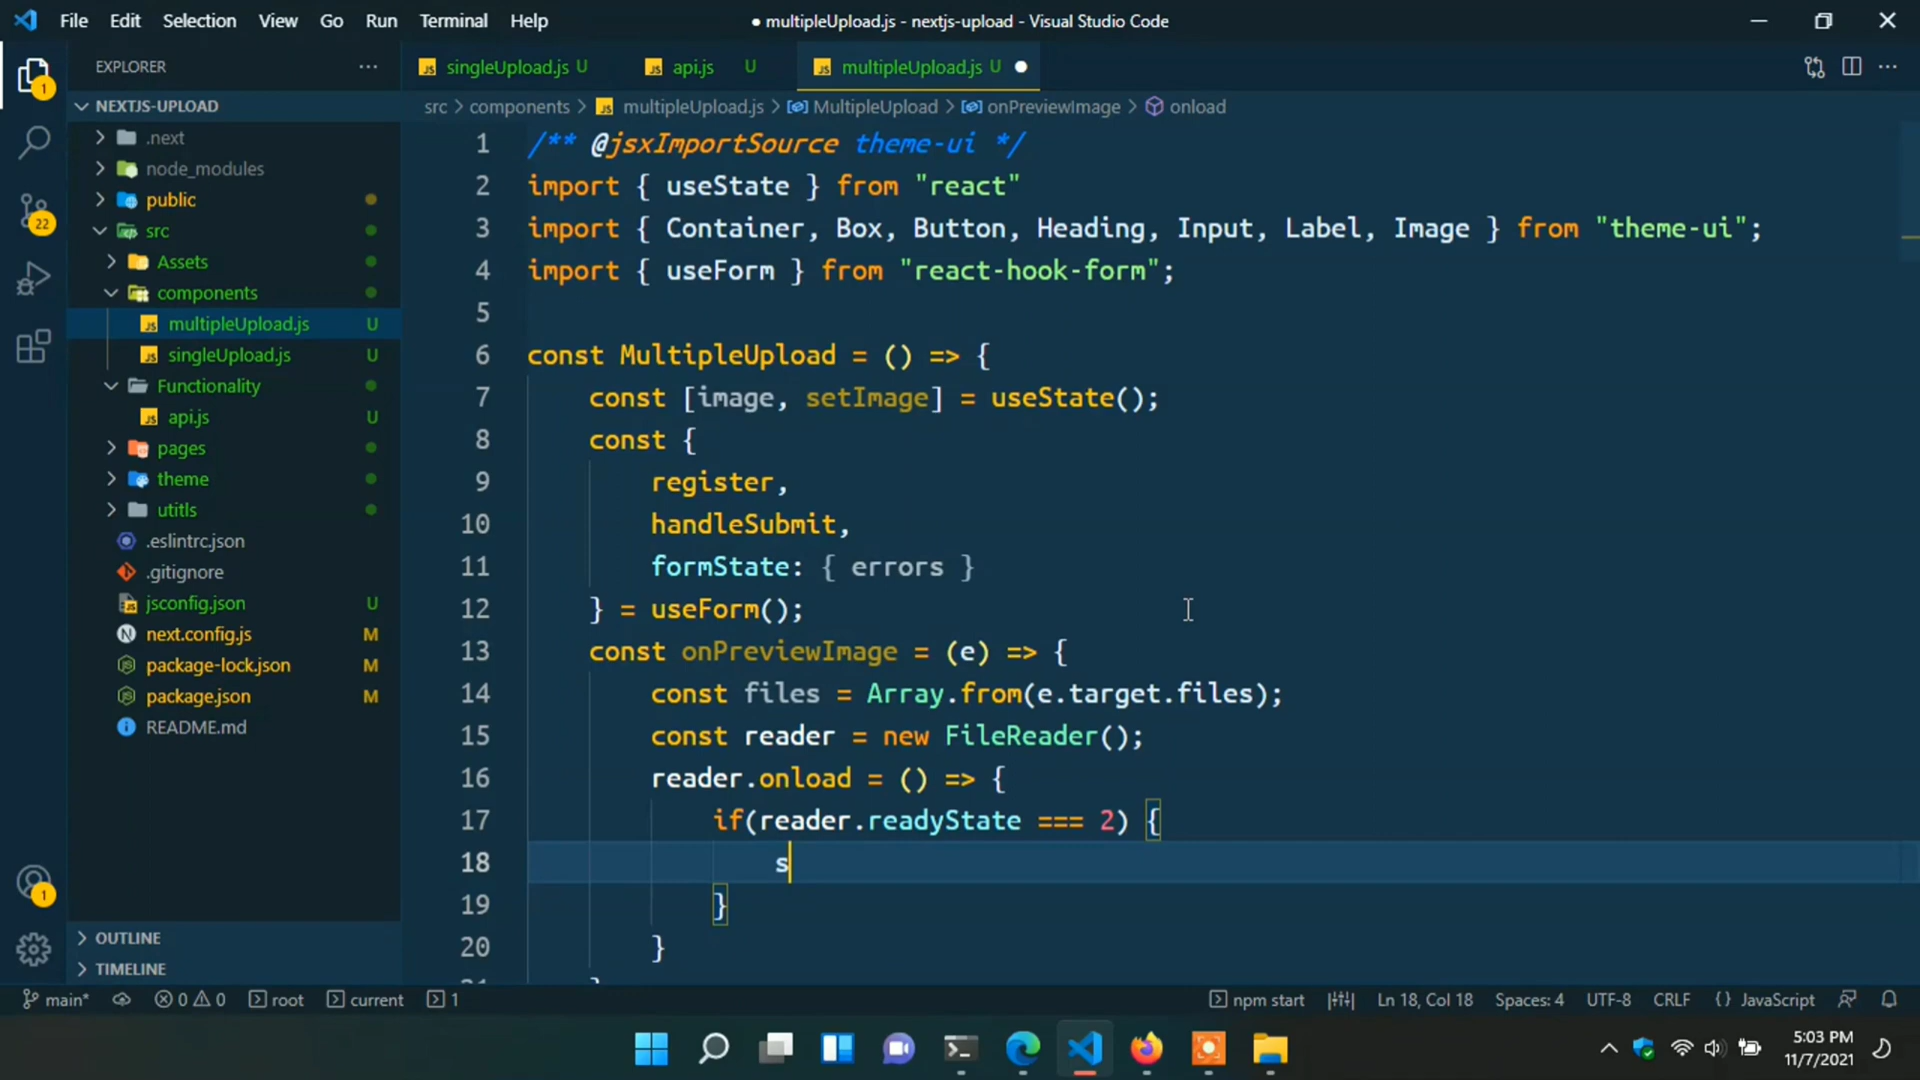 File Edit Selection View Go Run Terminal Help
● multipleUpload.js - nextjs-upload - Visual Studio Code
EXPLORER
singleUpload.js U
api.js U
multipleUpload.js U
NEXTJS-UPLOAD
src > components > multipleUpload.js > MultipleUpload > onPreviewImage > onload
.next
node_modules
public
src
Assets
components
multipleUpload.js U
singleUpload.js U
Functionality
api.js U
pages
theme
utitls
.eslintrc.json
.gitignore
jsconfig.json U
next.config.js M
package-lock.json M
package.json M
README.md
OUTLINE
TIMELINE
1
22
1
1 /** @jsxImportSource theme-ui */
2 import { useState } from "react"
3 import { Container, Box, Button, Heading, Input, Label, Image } from "theme-ui";
4 import { useForm } from "react-hook-form";
5
6 const MultipleUpload = () => {
7 const [image, setImage] = useState();
8 const {
9 register,
10 handleSubmit,
11 formState: { errors }
12 } = useForm();
13 const onPreviewImage = (e) => {
14 const files = Array.from(e.target.files);
15 const reader = new FileReader();
16 reader.onload = () => {
17 if(reader.readyState === 2) {
18 s
19 }
20 }
main* 0 0 root current 1
npm start Ln 18, Col 18 Spaces: 4 UTF-8 CRLF {} JavaScript
5:03 PM
11/7/2021